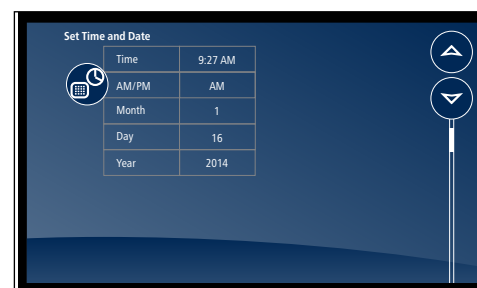 Set Time and Date
Time 9:27 AM
AM/PM AM
Month 1
Day 16
Year 2014